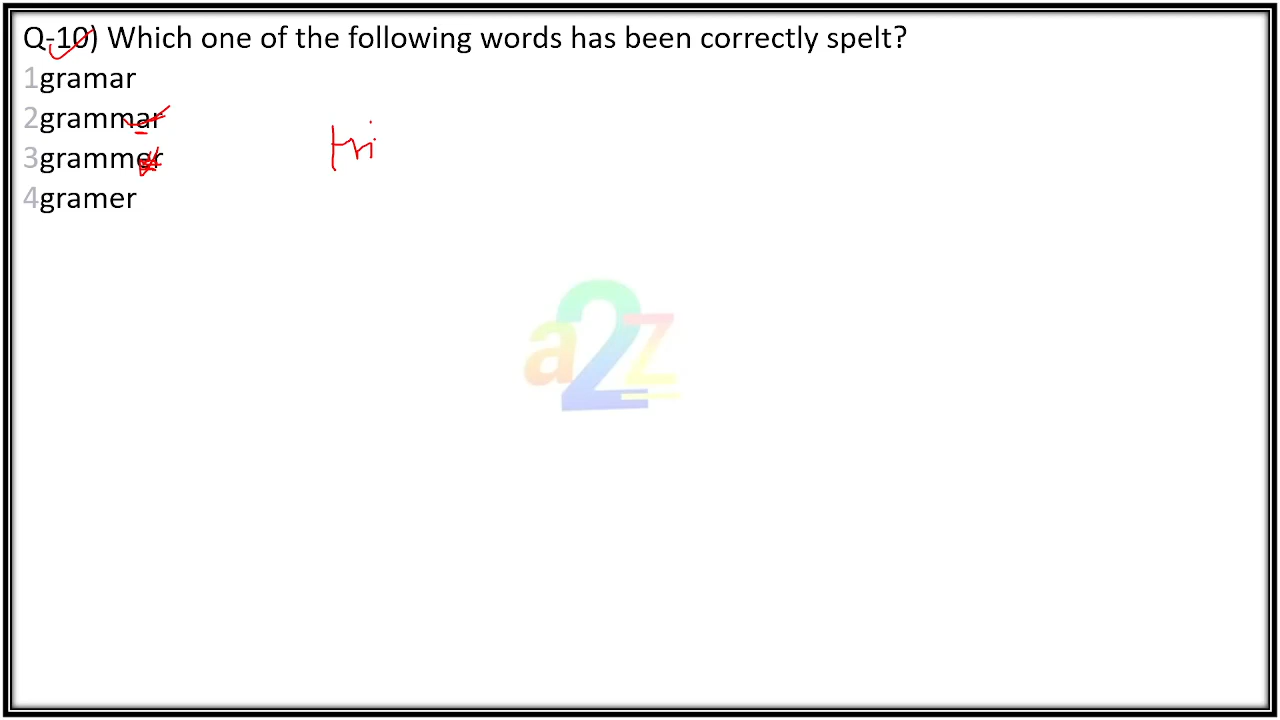 Q-10) Which one of the following words has been correctly spelt?
1gramar
2grammar
3grammer
4gramer
a2z